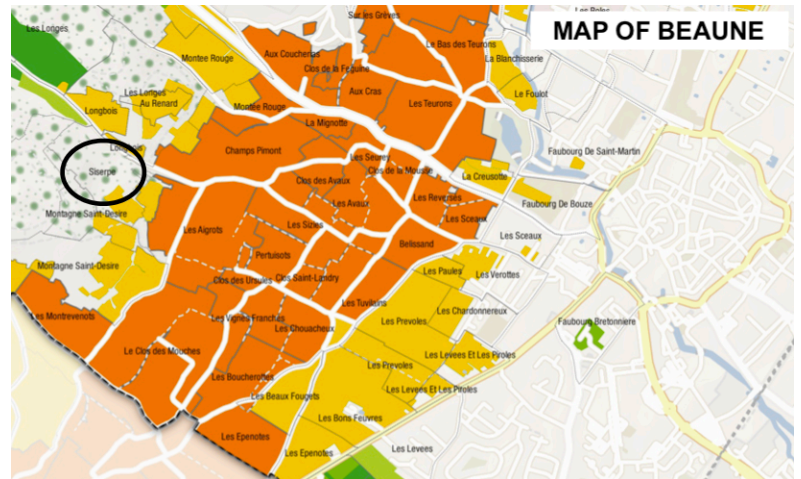 MAP OF BEAUNE
Les Longes
Sur les Grèves
Montee Rouge
Aux Coucherias
Le Bas des Teurons
La Blanchisserie
Clos de la Feguine
Les Longes
Au Renard
Longbois
Montee Rouge
Aux Cras
Les Teurons
Le Foulot
La Mignotte
Champs Pimont
Faubourg De Saint-Martin
Siserpe
Les Seurey
Clos de la Mousse
Clos des Avaux
La Creusotte
Les Avaux
Les Reversés
Faubourg De Bouze
Montagne Saint-Desire
Les Sceaux
Les Aigrots
Les Sizies
Les Sceaux
Belissand
Pertuisots
Montagne Saint-Desire
Clos des Ursules
Clos Saint-Landry
Les Paules
Les Verottes
Les Tuvilains
Les Chardonnereux
Les Montrevenots
Les Vignes Franches
Les Chouacheux
Les Prevoles
Faubourg Bretonniere
Le Clos des Mouches
Les Levees Et Les Piroles
Les Prevoles
Les Boucherottes
Les Levees Et Les Piroles
Les Beaux Fougets
Les Bons Feuvres
Les Epenotes
Les Epenotes
Les Levees